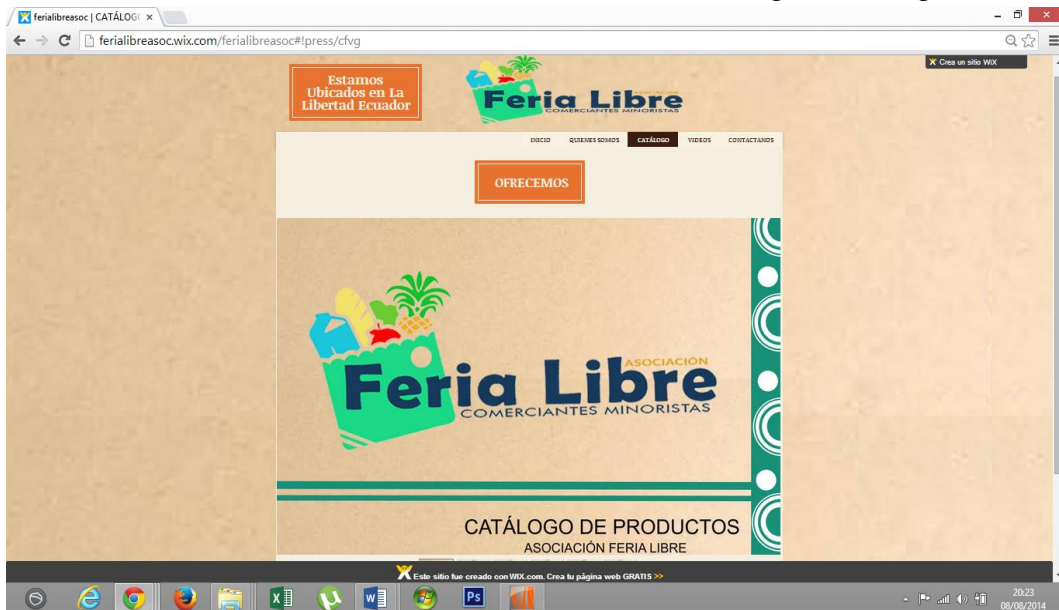 ferialibreasoc | CATÁLOG
ferialibreasoc.wix.com/ferialibreasoc#!press/cfvg
Crea un sitio WiX
Estamos
Ubicados en La
Libertad Ecuador
Feria Libre
COMERCIANTES MINORISTAS
INICIO QUIENES SOMOS CATÁLOGO VIDEOS CONTACTANOS
OFRECEMOS
ASOCIACIÓN
Feria Libre
COMERCIANTES MINORISTAS
CATÁLOGO DE PRODUCTOS
ASOCIACIÓN FERIA LIBRE
Este sitio fue creado con WIX.com. Crea tu página web GRATIS >>
Ps
20:23
08/08/2014